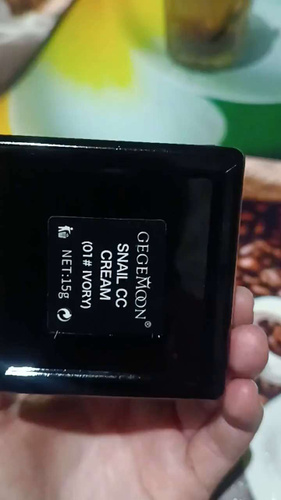 GEGEMOON®
SNAIL CC
CREAM
(01# IVORY)
NET:15g